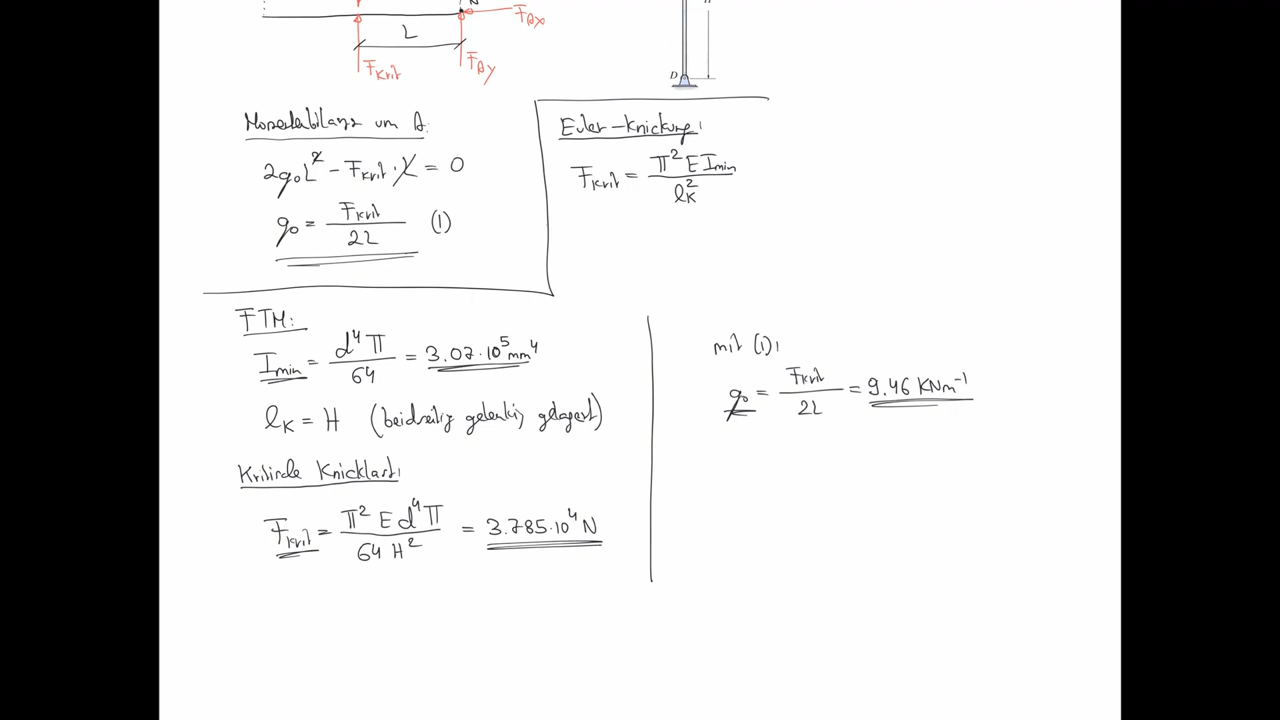 F_Ax
L
F_Krit
F_Ay
D
Momentebilanz um A:
2q₀L² - F_Krit · L = 0
q₀ = F_Krit / 2L (1)
Euler-Knickung:
F_Krit = π² E I_min / l_K²
FTM:
I_min = d⁴π / 64 = 3.07·10⁵ mm⁴
l_K = H (beidseitig gelenkig gelagert)
Kritische Knicklast:
F_Krit = π² E d⁴ π / 64 H² = 3.785·10⁴ N
mit (1):
q₀ = F_Krit / 2L = 9.46 KNm⁻¹